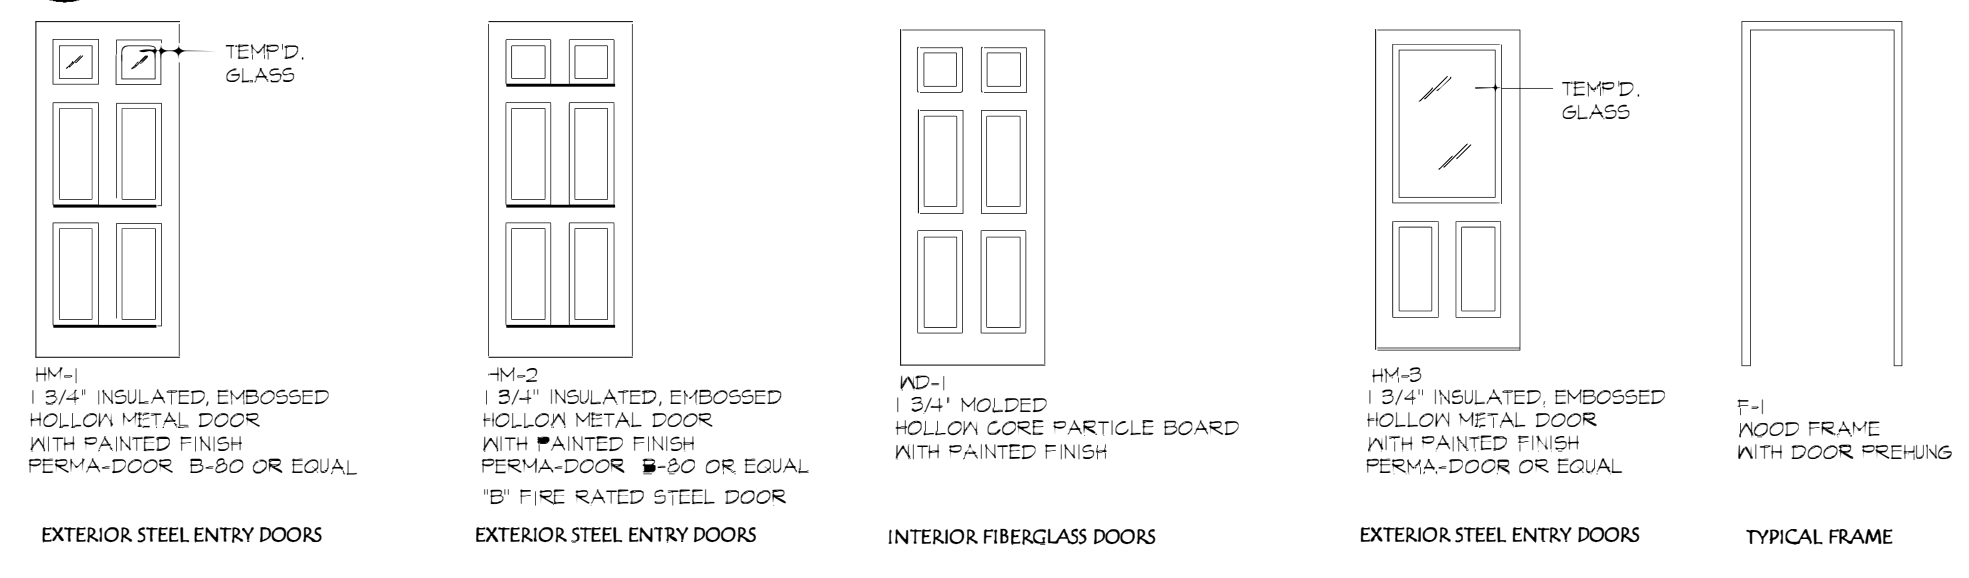 TEMP'D.
GLASS
HM-1
1 3/4" INSULATED, EMBOSSED
HOLLOW METAL DOOR
WITH PAINTED FINISH
PERMA-DOOR B-80 OR EQUAL
EXTERIOR STEEL ENTRY DOORS
HM-2
1 3/4" INSULATED, EMBOSSED
HOLLOW METAL DOOR
WITH PAINTED FINISH
PERMA-DOOR B-80 OR EQUAL
"B" FIRE RATED STEEL DOOR
EXTERIOR STEEL ENTRY DOORS
WD-1
1 3/4' MOLDED
HOLLOW CORE PARTICLE BOARD
WITH PAINTED FINISH
INTERIOR FIBERGLASS DOORS
TEMP'D.
GLASS
HM-3
1 3/4" INSULATED, EMBOSSED
HOLLOW METAL DOOR
WITH PAINTED FINISH
PERMA-DOOR OR EQUAL
EXTERIOR STEEL ENTRY DOORS
F-1
WOOD FRAME
WITH DOOR PREHUNG
TYPICAL FRAME